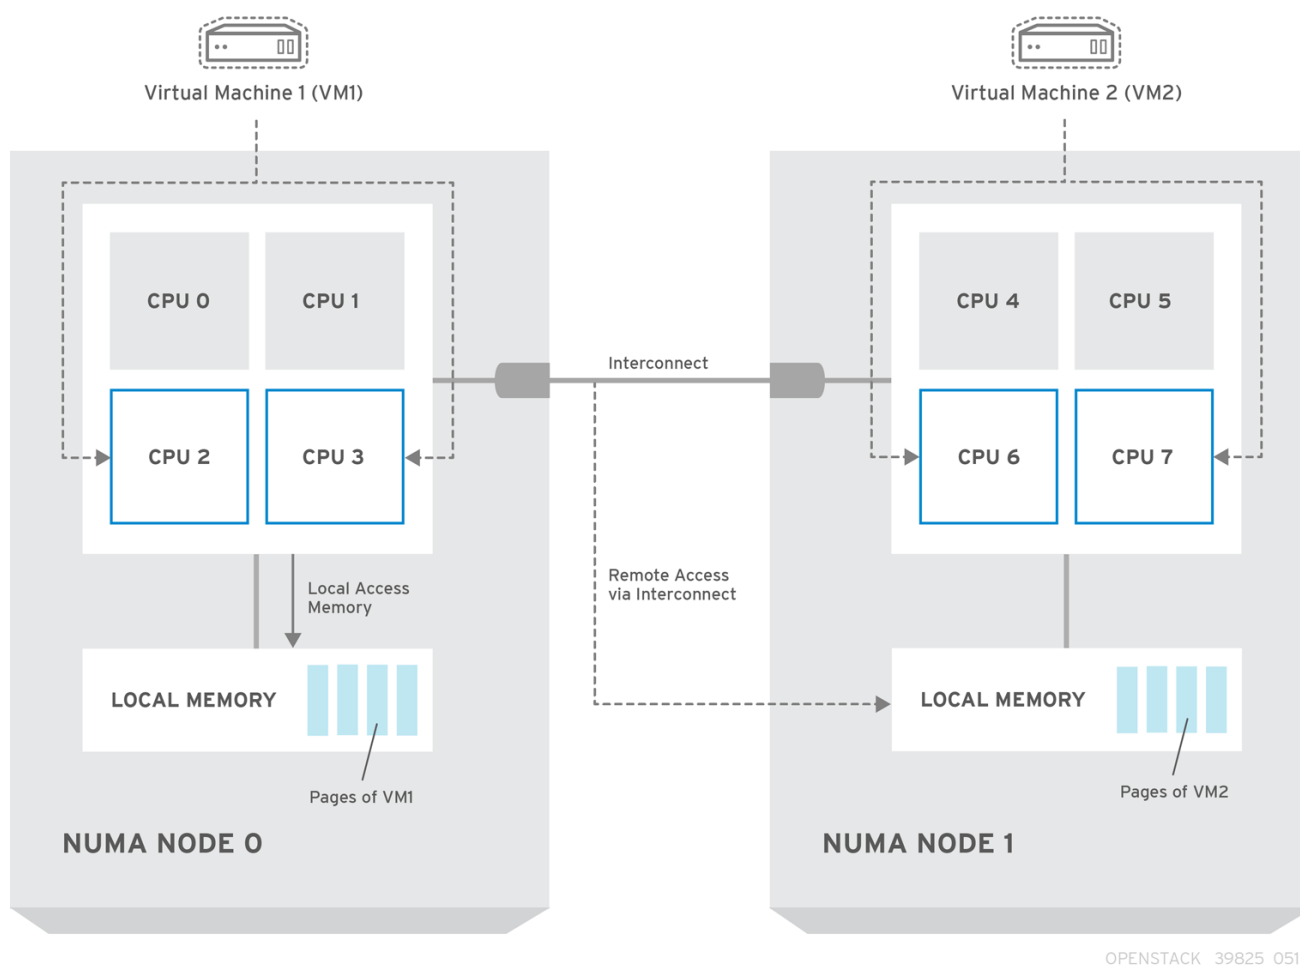 Virtual Machine 1 (VM1)
Virtual Machine 2 (VM2)
CPU 0
CPU 1
CPU 4
CPU 5
Interconnect
CPU 2
CPU 3
CPU 6
CPU 7
Local Access
Memory
Remote Access
via Interconnect
LOCAL MEMORY
LOCAL MEMORY
Pages of VM1
Pages of VM2
NUMA NODE 0
NUMA NODE 1
OPENSTACK 39825 051